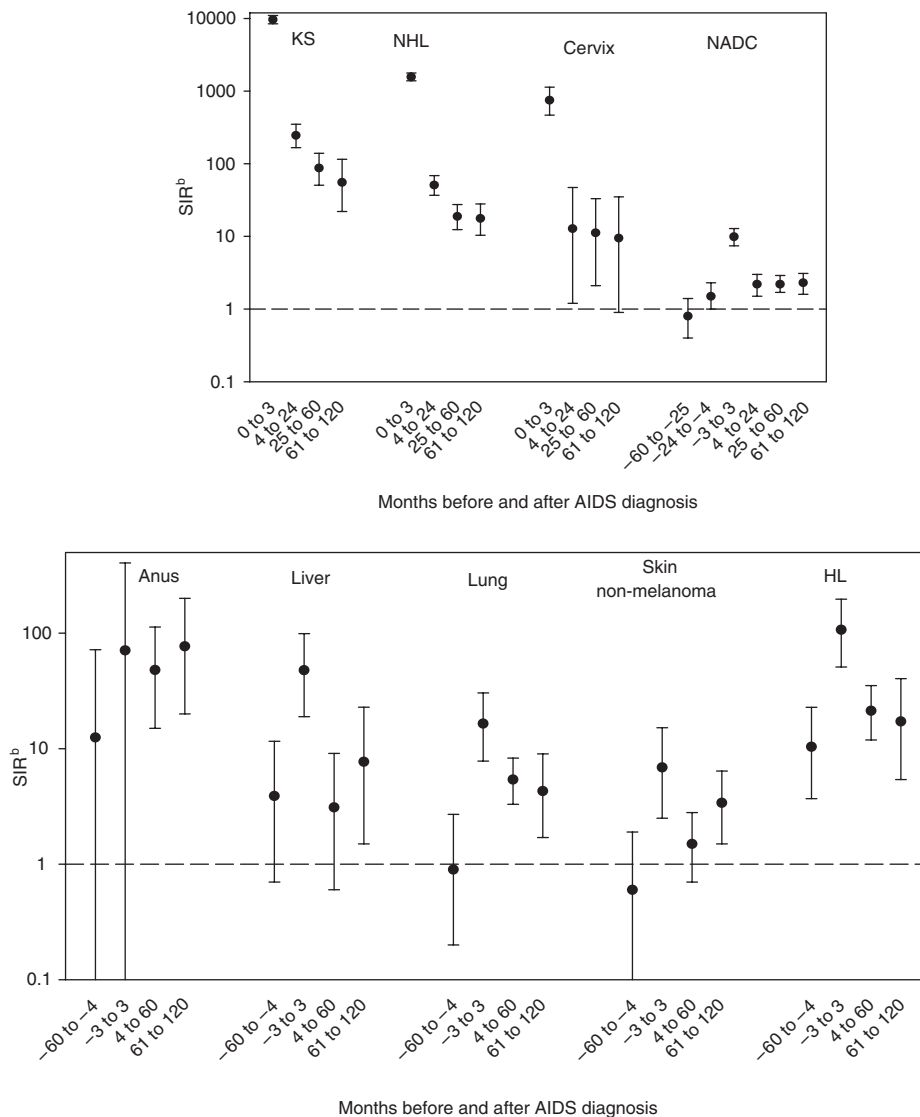 10000
1000
100
10
1
0.1
SIRb
KS
NHL
Cervix
NADC
0 to 3
4 to 24
25 to 60
61 to 120
0 to 3
4 to 24
25 to 60
61 to 120
0 to 3
4 to 24
25 to 60
61 to 120
−60 to −25
−24 to −4
−3 to 3
4 to 24
25 to 60
61 to 120
Months before and after AIDS diagnosis
100
10
1
0.1
SIRb
Anus
Liver
Lung
Skin
non-melanoma
HL
−60 to −4
−3 to 3
4 to 60
61 to 120
−60 to −4
−3 to 3
4 to 60
61 to 120
−60 to −4
−3 to 3
4 to 60
61 to 120
−60 to −4
−3 to 3
4 to 60
61 to 120
−60 to −4
−3 to 3
4 to 60
61 to 120
Months before and after AIDS diagnosis